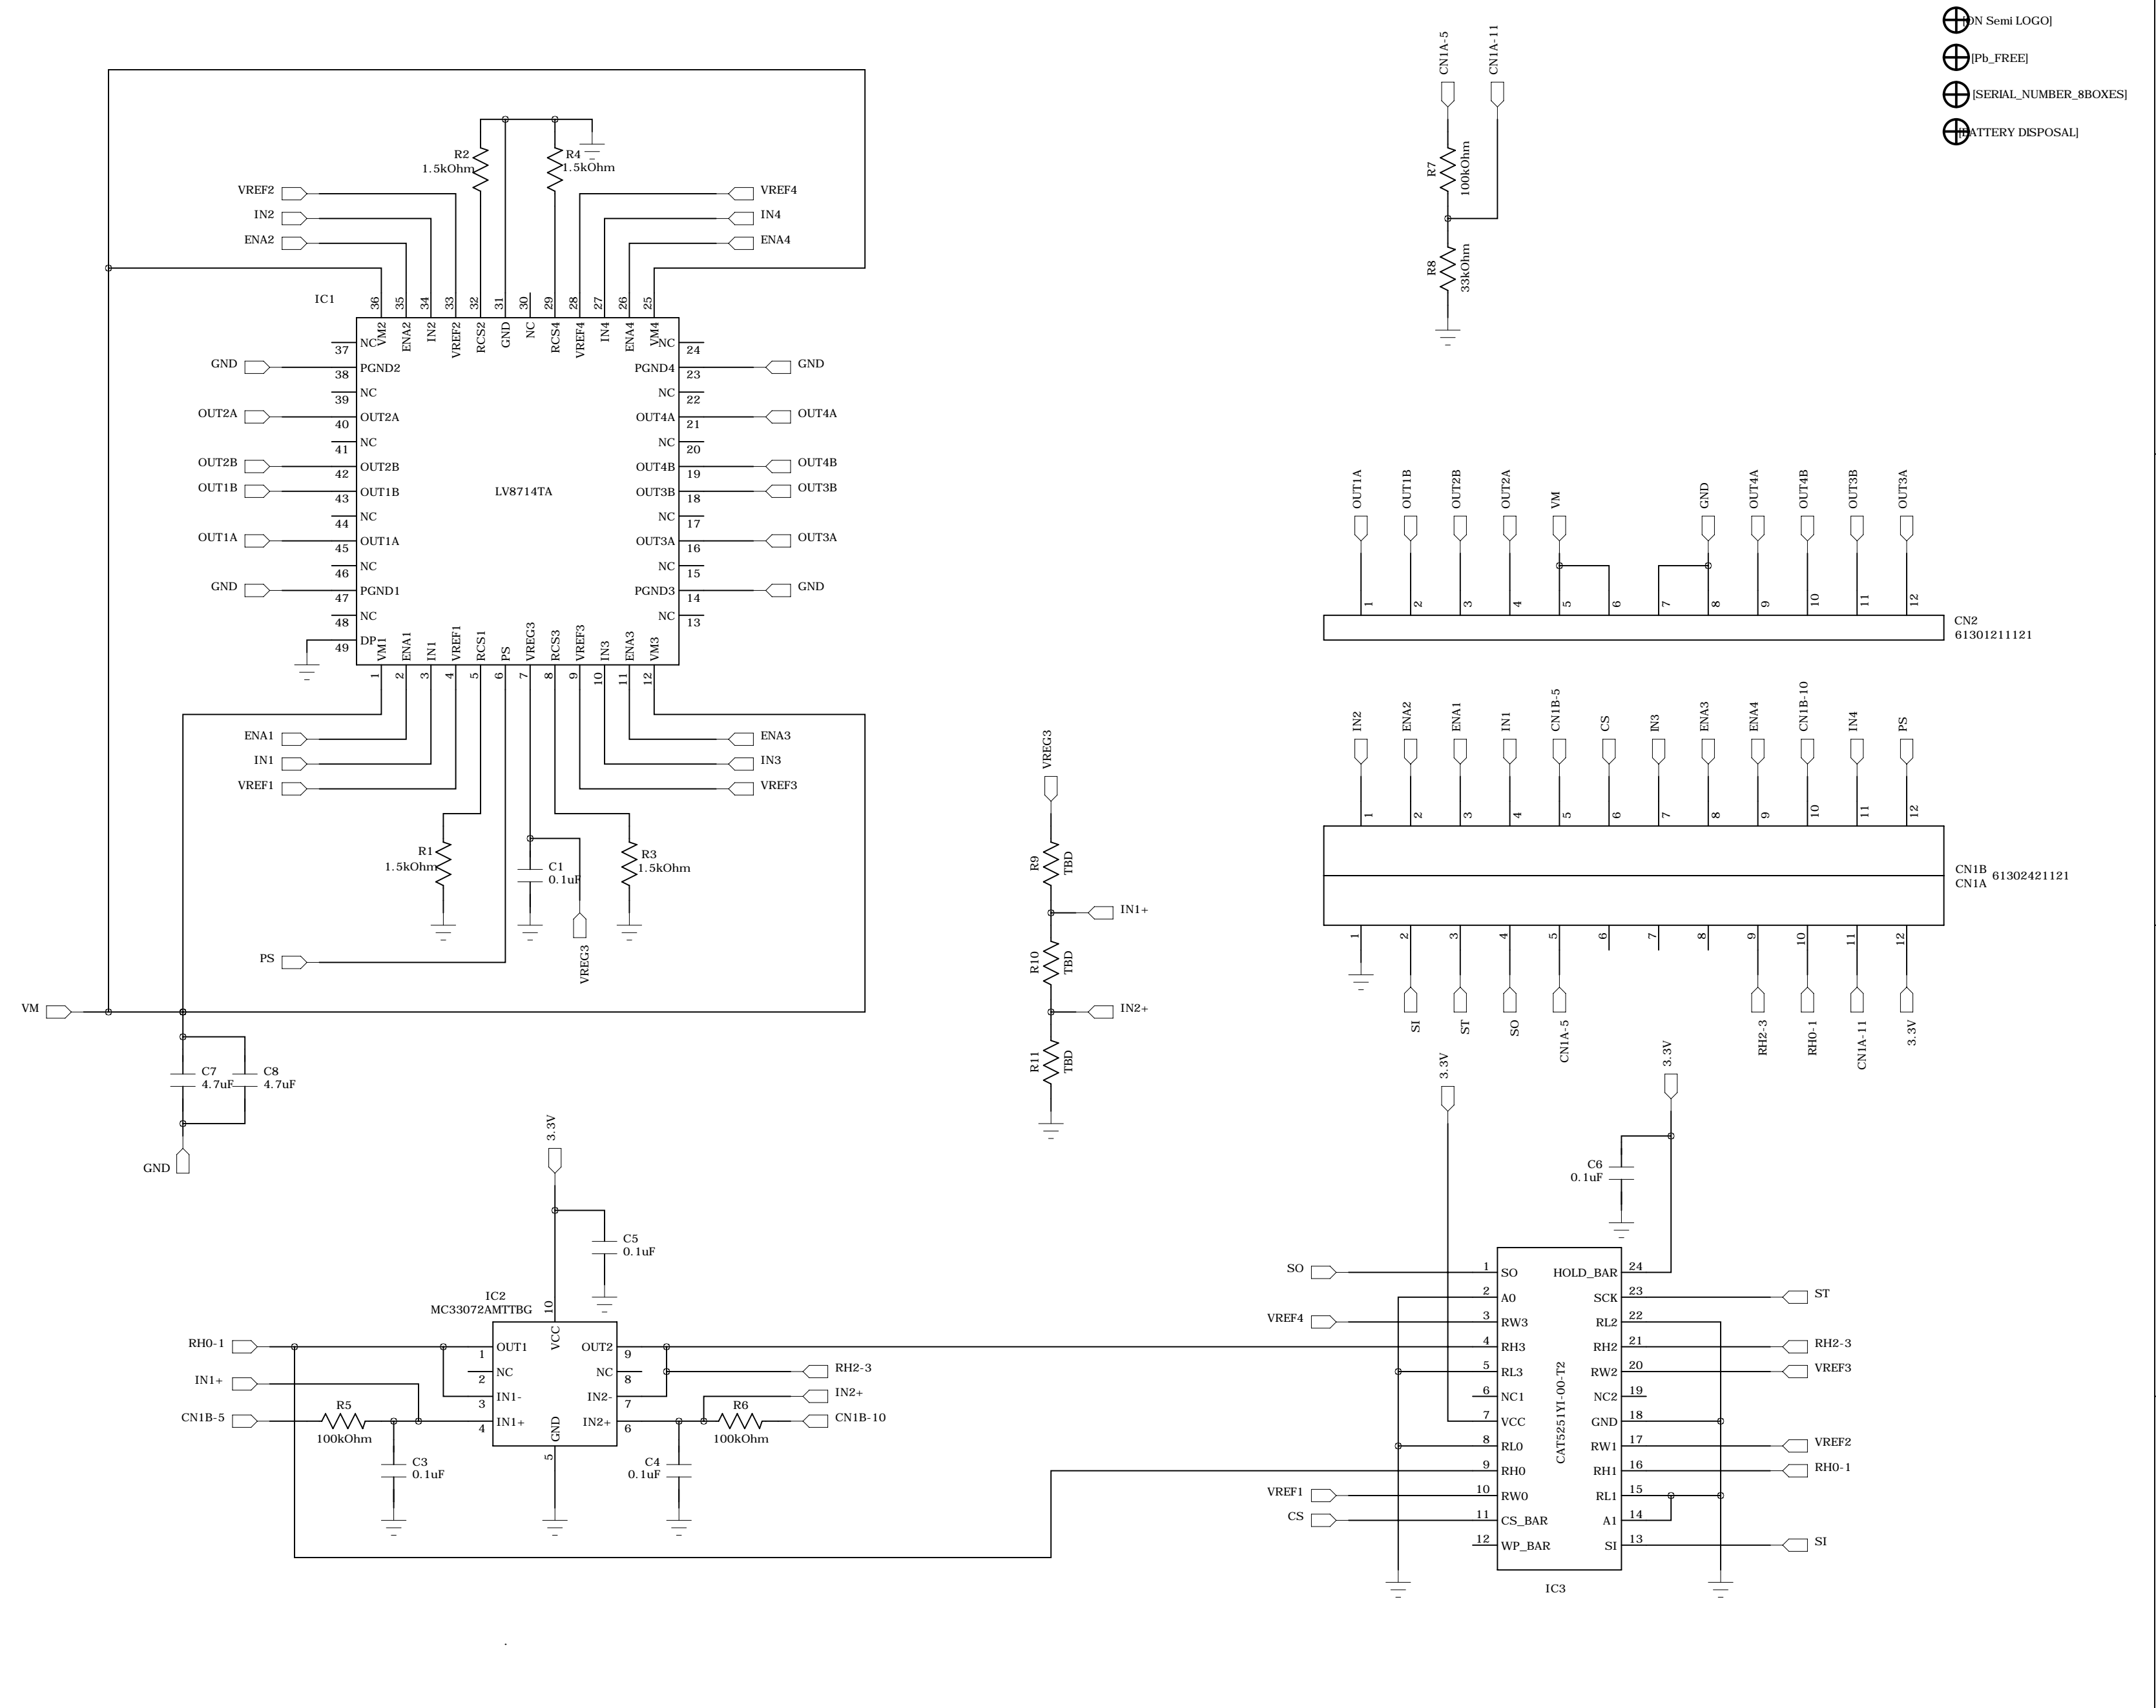 [ON Semi LOGO]
[Pb_FREE]
[SERIAL_NUMBER_8BOXES]
[BATTERY DISPOSAL]
CN1A-5
CN1A-11
R7
100kOhm
R8
33kOhm
R2
1.5kOhm
R4
1.5kOhm
VREF2
IN2
ENA2
VREF4
IN4
ENA4
IC1
36 35 34 33 32 31 30 29 28 27 26 25
VM2 ENA2 IN2 VREF2 RCS2 GND NC RCS4 VREF4 IN4 ENA4 VM4
37 NC
GND 38 PGND2
39 NC
OUT2A 40 OUT2A
41 NC
OUT2B 42 OUT2B
OUT1B 43 OUT1B
44 NC
OUT1A 45 OUT1A
46 NC
GND 47 PGND1
48 NC
49 DP
LV8714TA
NC 24
PGND4 23 GND
NC 22
OUT4A 21 OUT4A
NC 20
OUT4B 19 OUT4B
OUT3B 18 OUT3B
NC 17
OUT3A 16 OUT3A
NC 15
PGND3 14 GND
NC 13
VM1 ENA1 IN1 VREF1 RCS1 PS VREG3 RCS3 VREF3 IN3 ENA3 VM3
1 2 3 4 5 6 7 8 9 10 11 12
ENA1
IN1
VREF1
ENA3
IN3
VREF3
R1
1.5kOhm
C1
0.1uF
R3
1.5kOhm
VREG3
PS
VM
C7
4.7uF
C8
4.7uF
GND
VREG3
R9
TBD
IN1+
R10
TBD
IN2+
R11
TBD
OUT1A OUT1B OUT2B OUT2A VM GND OUT4A OUT4B OUT3B OUT3A
1 2 3 4 5 6 7 8 9 10 11 12
CN2
61301211121
IN2 ENA2 ENA1 IN1 CN1B-5 CS IN3 ENA3 ENA4 CN1B-10 IN4 PS
1 2 3 4 5 6 7 8 9 10 11 12
CN1B
CN1A
61302421121
1 2 3 4 5 6 7 8 9 10 11 12
SI ST SO CN1A-5 RH2-3 RH0-1 CN1A-11 3.3V
3.3V
3.3V
C6
0.1uF
3.3V
C5
0.1uF
IC2
MC33072AMTTBG
10
VCC
RH0-1
IN1+
CN1B-5
R5
100kOhm
C3
0.1uF
1 OUT1
2 NC
3 IN1-
4 IN1+
GND
5
OUT2 9
NC 8
IN2- 7
IN2+ 6
RH2-3
IN2+
CN1B-10
R6
100kOhm
C4
0.1uF
SO 1 SO
2 A0
VREF4 3 RW3
4 RH3
5 RL3
6 NC1
7 VCC
8 RL0
9 RH0
VREF1 10 RW0
CS 11 CS_BAR
12 WP_BAR
CAT5251YI-00-T2
HOLD_BAR 24
SCK 23 ST
RL2 22
RH2 21 RH2-3
RW2 20 VREF3
NC2 19
GND 18
RW1 17 VREF2
RH1 16 RH0-1
RL1 15
A1 14
SI 13 SI
IC3